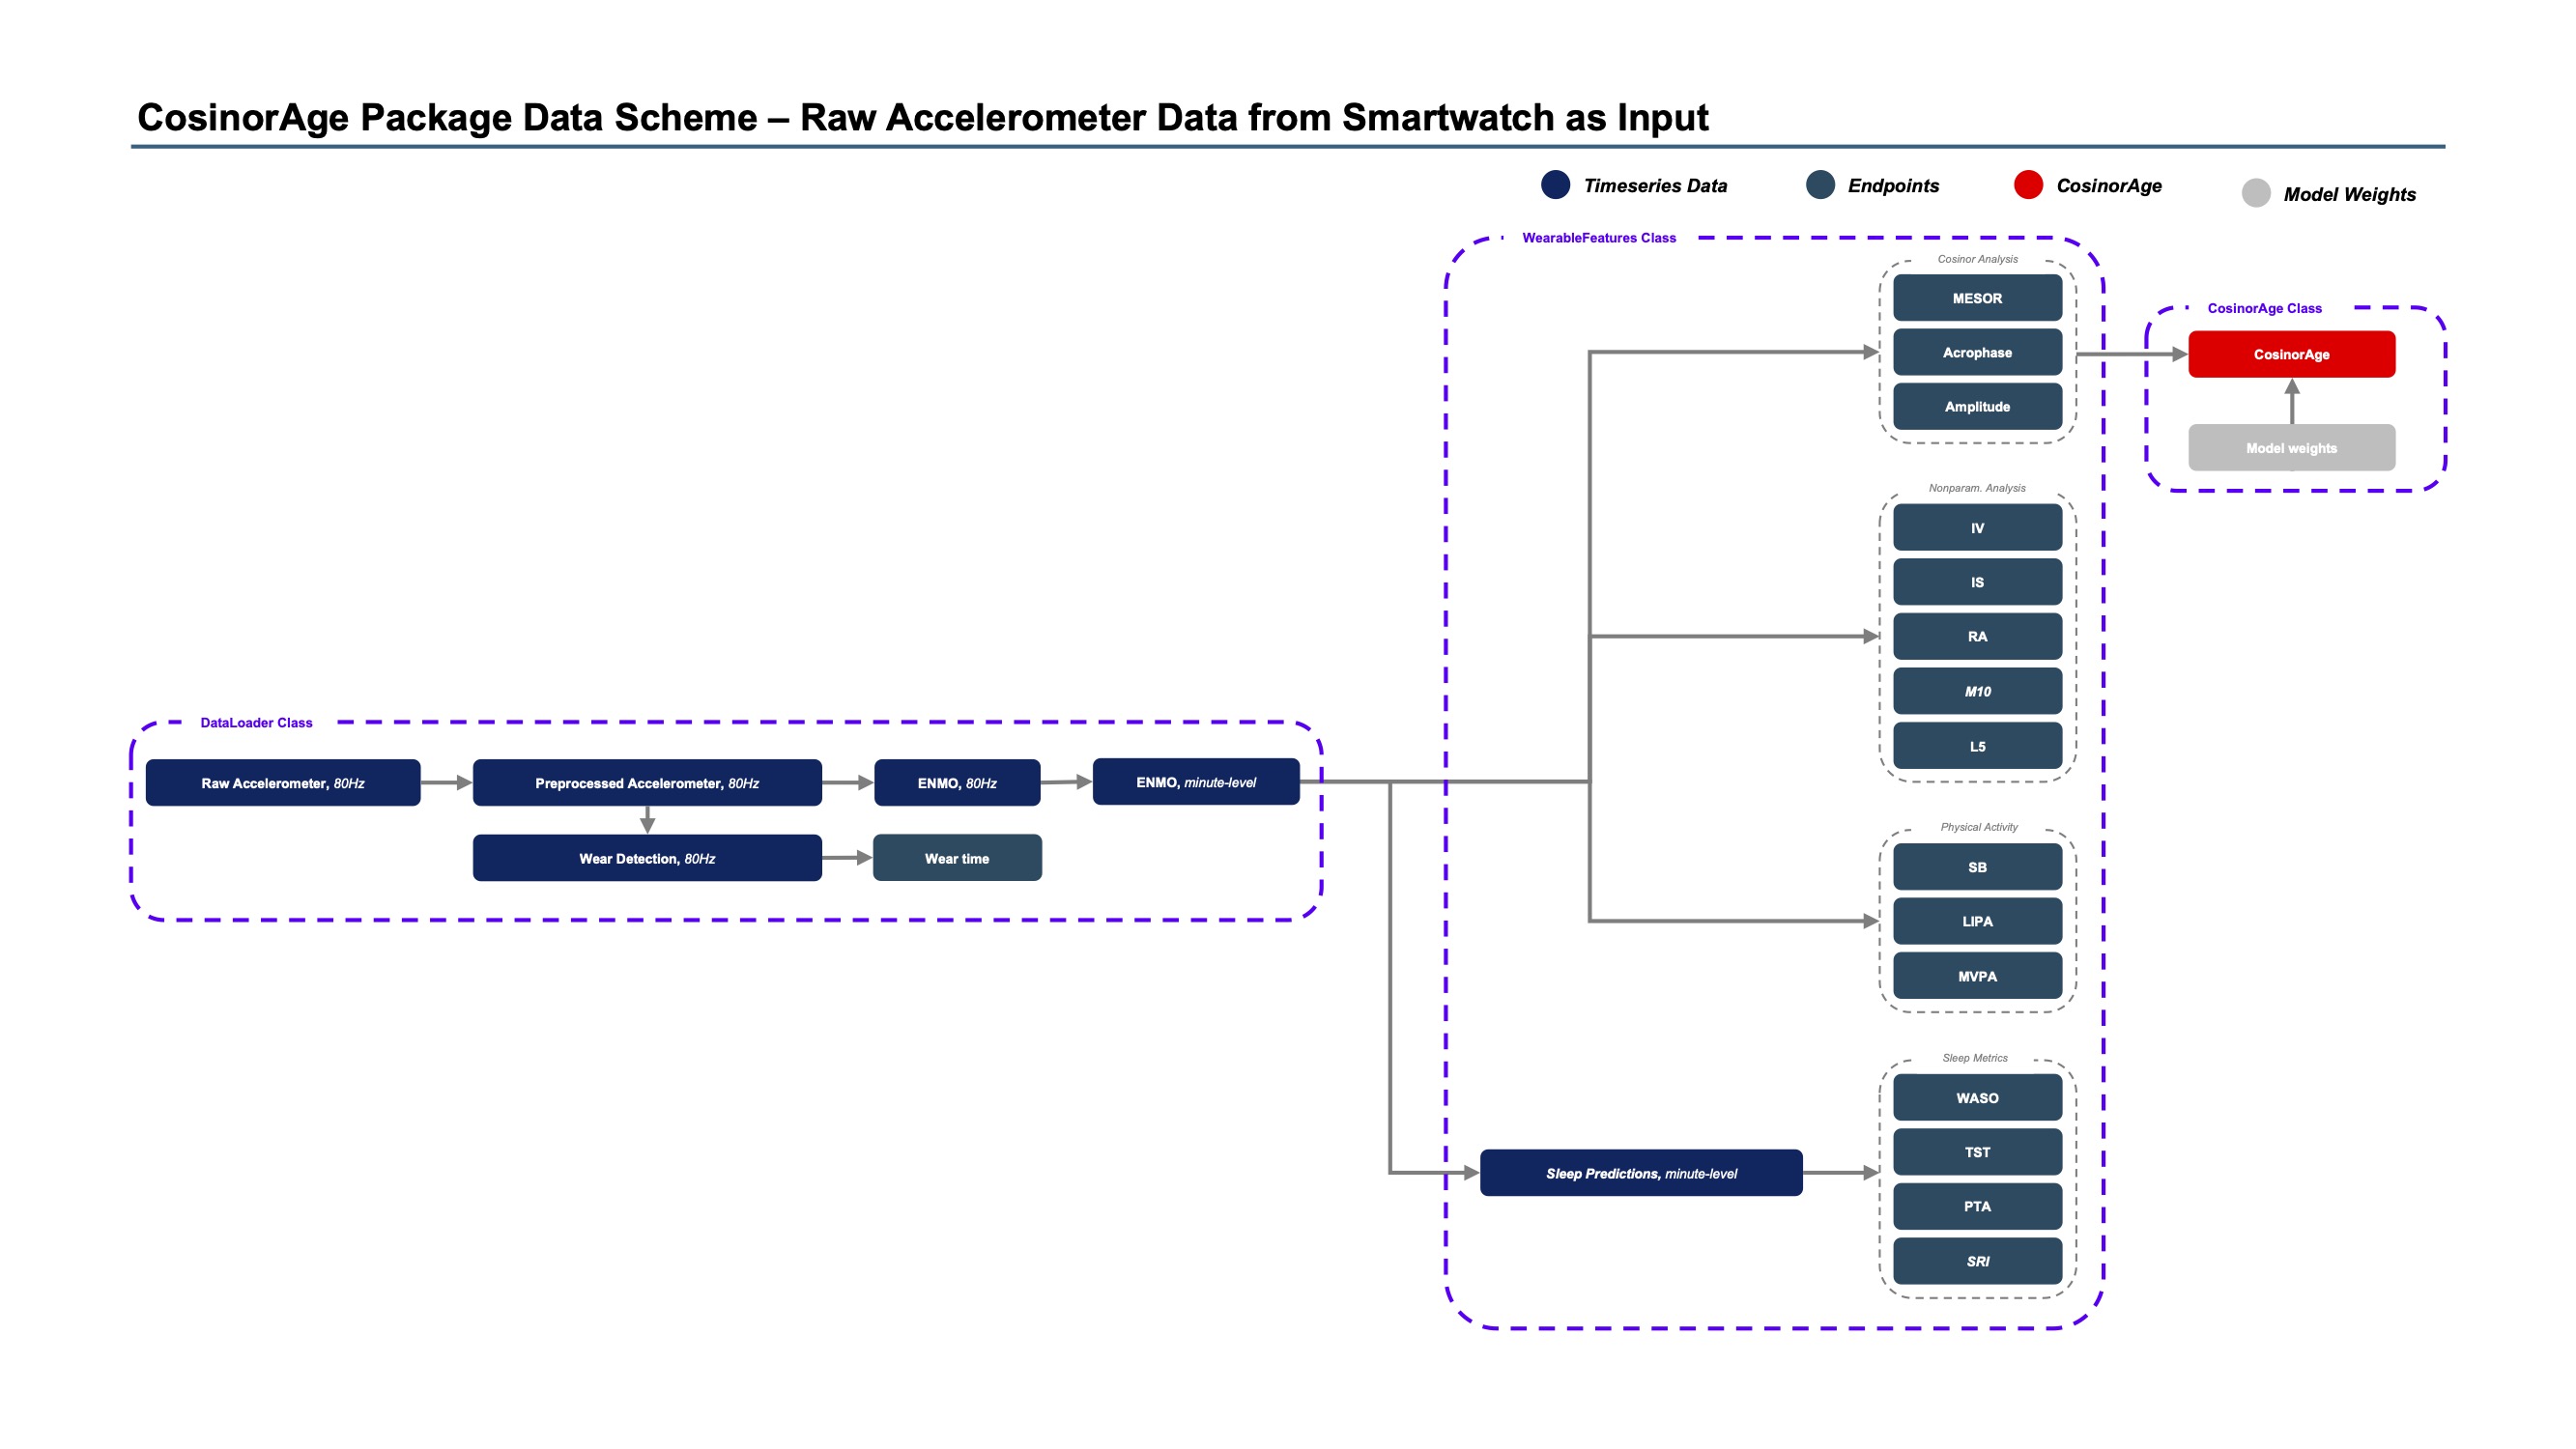 CosinorAge Package Data Scheme – Raw Accelerometer Data from Smartwatch as Input
Timeseries Data
Endpoints
CosinorAge
Model Weights
DataLoader Class
Raw Accelerometer, 80Hz
Preprocessed Accelerometer, 80Hz
ENMO, 80Hz
ENMO, minute-level
Wear Detection, 80Hz
Wear time
WearableFeatures Class
Cosinor Analysis
MESOR
Acrophase
Amplitude
Nonparam. Analysis
IV
IS
RA
M10
L5
Physical Activity
SB
LIPA
MVPA
Sleep Predictions, minute-level
Sleep Metrics
WASO
TST
PTA
SRI
CosinorAge Class
CosinorAge
Model weights